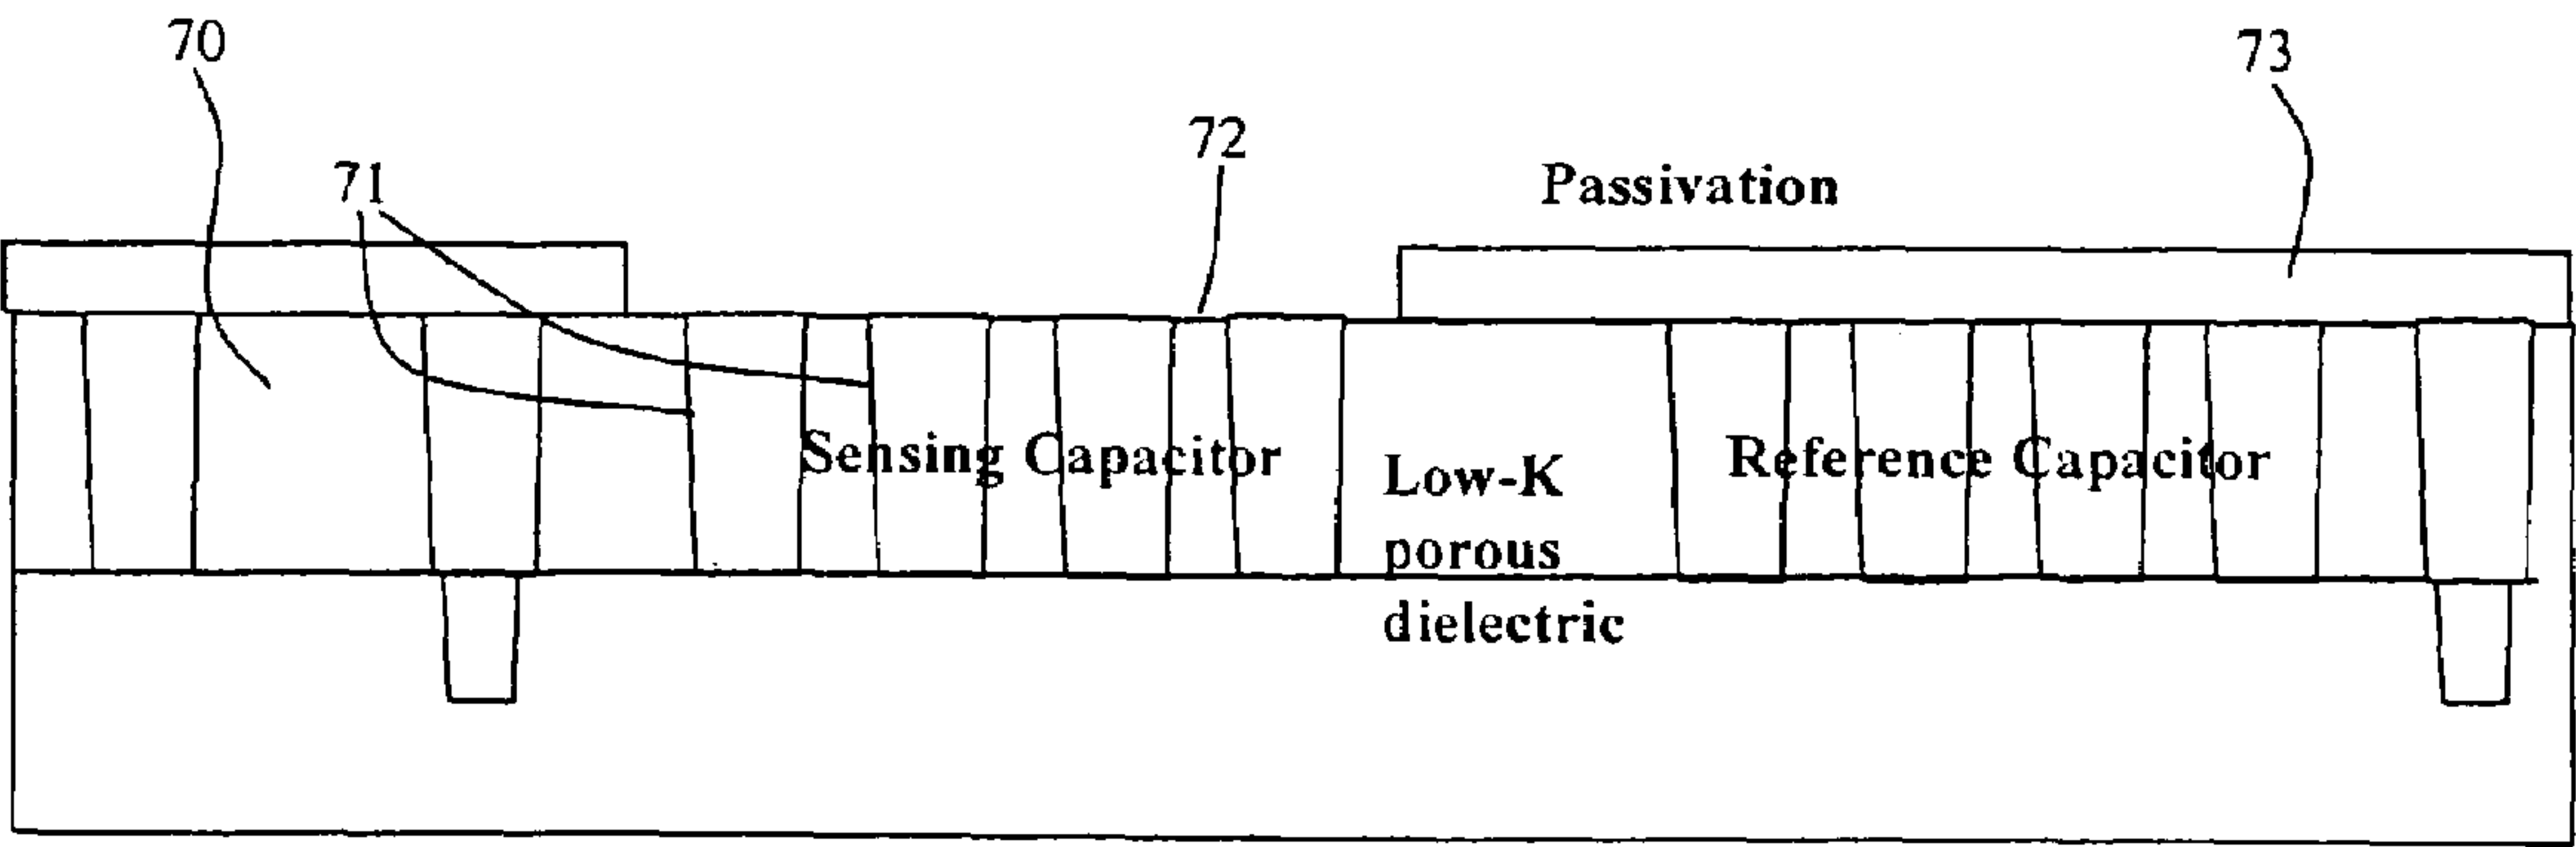 70
73
72
71
Passivation
Sensing Capacitor
Reference Capacitor
Low-K
porous
dielectric